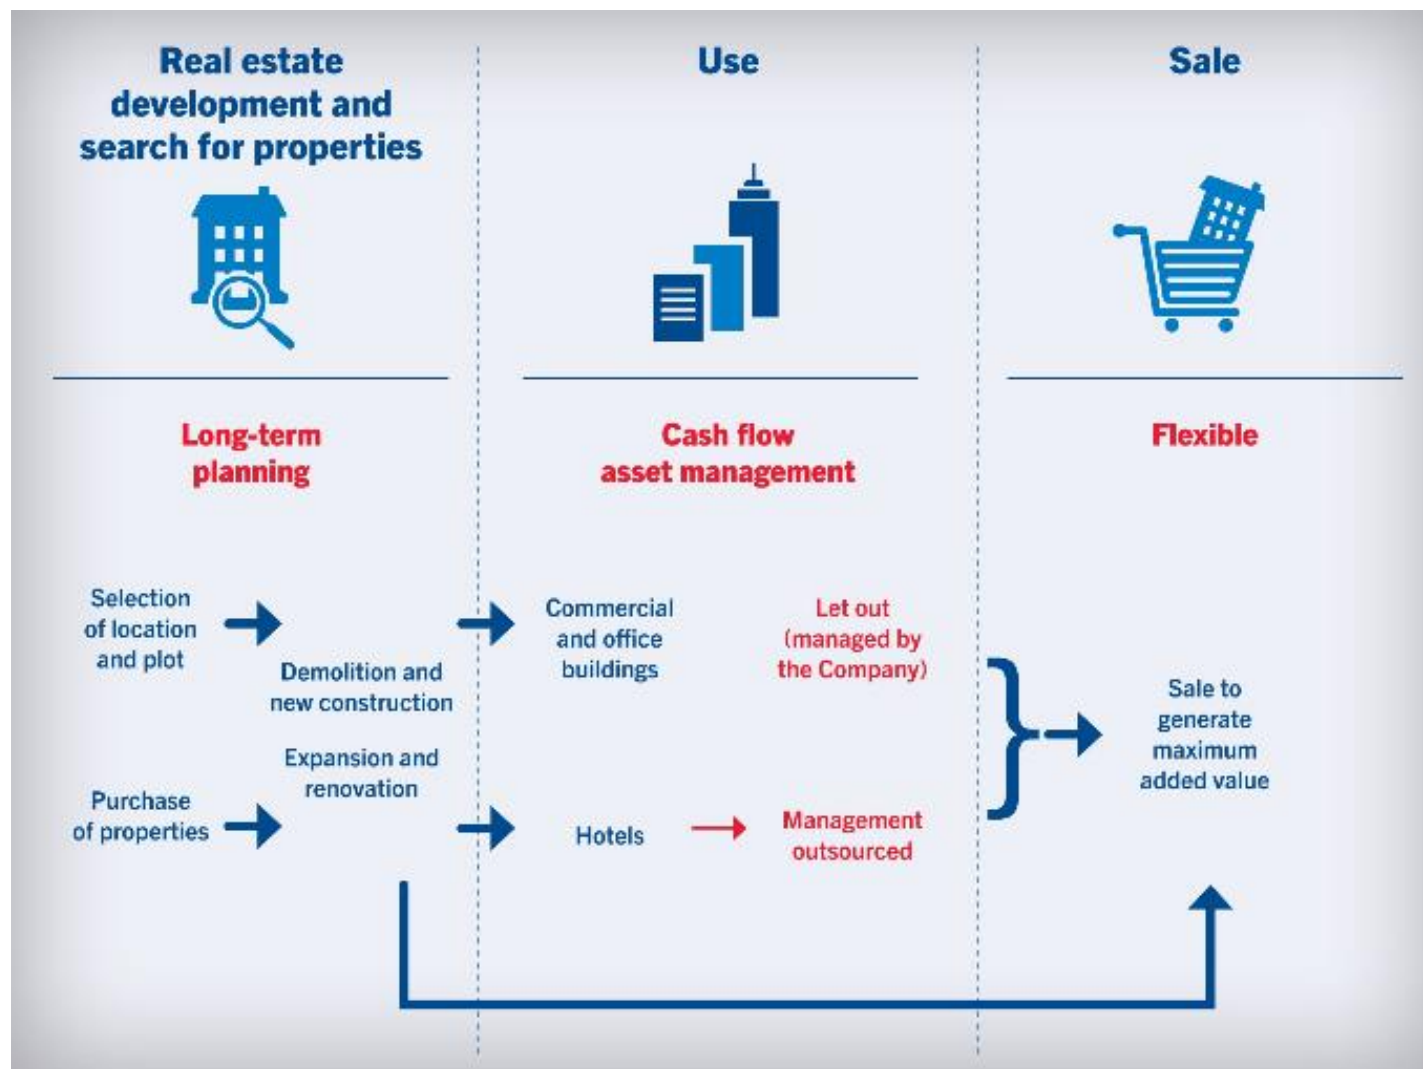 Real estate
development and
search for properties
Use
Sale
Long-term
planning
Cash flow
asset management
Flexible
Selection
of location
and plot
Demolition and
new construction
Expansion and
renovation
Purchase
of properties
Commercial
and office
buildings
Let out
(managed by
the Company)
Hotels
Management
outsourced
Sale to
generate
maximum
added value